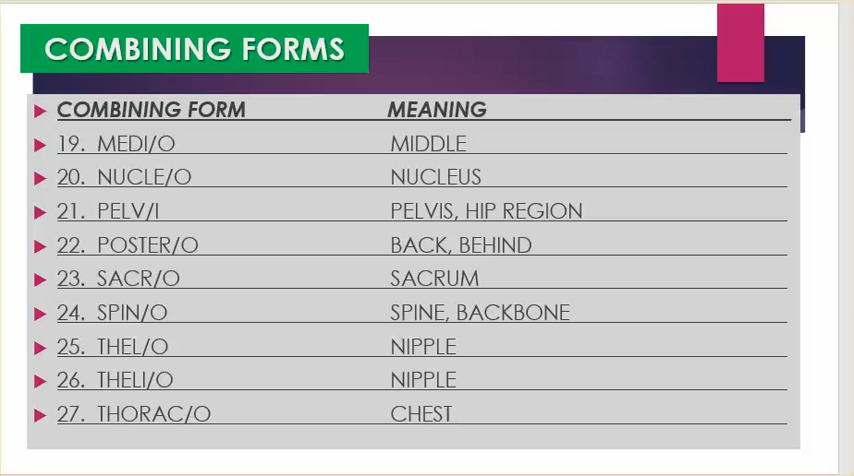 COMBINING FORMS
COMBINING FORM MEANING
19. MEDI/O MIDDLE
20. NUCLE/O NUCLEUS
21. PELV/I PELVIS, HIP REGION
22. POSTER/O BACK, BEHIND
23. SACR/O SACRUM
24. SPIN/O SPINE, BACKBONE
25. THEL/O NIPPLE
26. THELI/O NIPPLE
27. THORAC/O CHEST